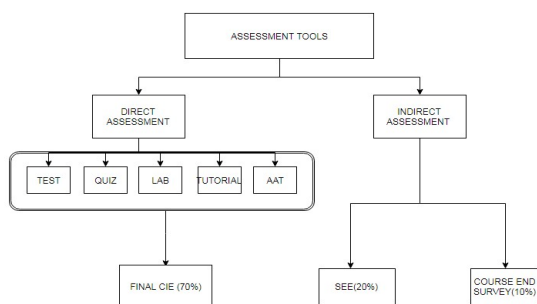 ASSESSMENT TOOLS
DIRECT
ASSESSMENT
INDIRECT
ASSESSMENT
TEST
QUIZ
LAB
TUTORIAL
AAT
FINAL CIE (70%)
SEE(20%)
COURSE END
SURVEY(10%)